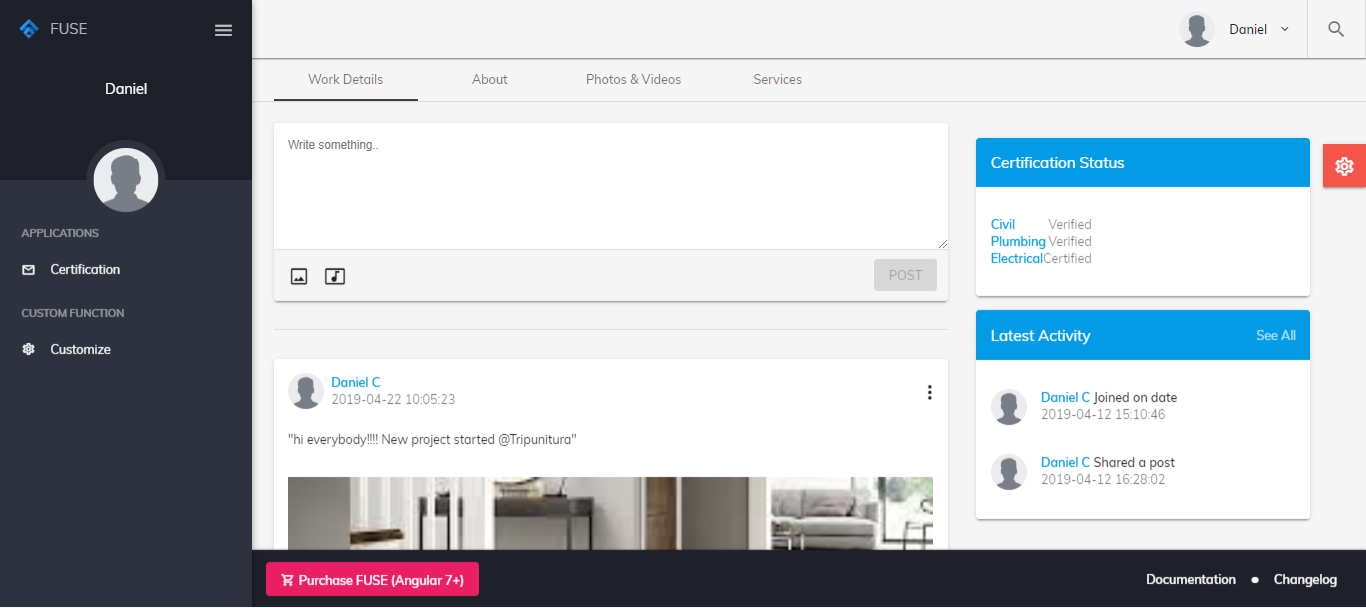 FUSE
Daniel
APPLICATIONS
Certification
CUSTOM FUNCTION
Customize
Daniel
Work Details About Photos & Videos Services
Write something..
POST
Daniel C
2019-04-22 10:05:23
"hi everybody!!!! New project started @Tripunitura"
Certification Status
Civil Verified
Plumbing Verified
Electrical Certified
Latest Activity See All
Daniel C Joined on date
2019-04-12 15:10:46
Daniel C Shared a post
2019-04-12 16:28:02
Purchase FUSE (Angular 7+)
Documentation • Changelog